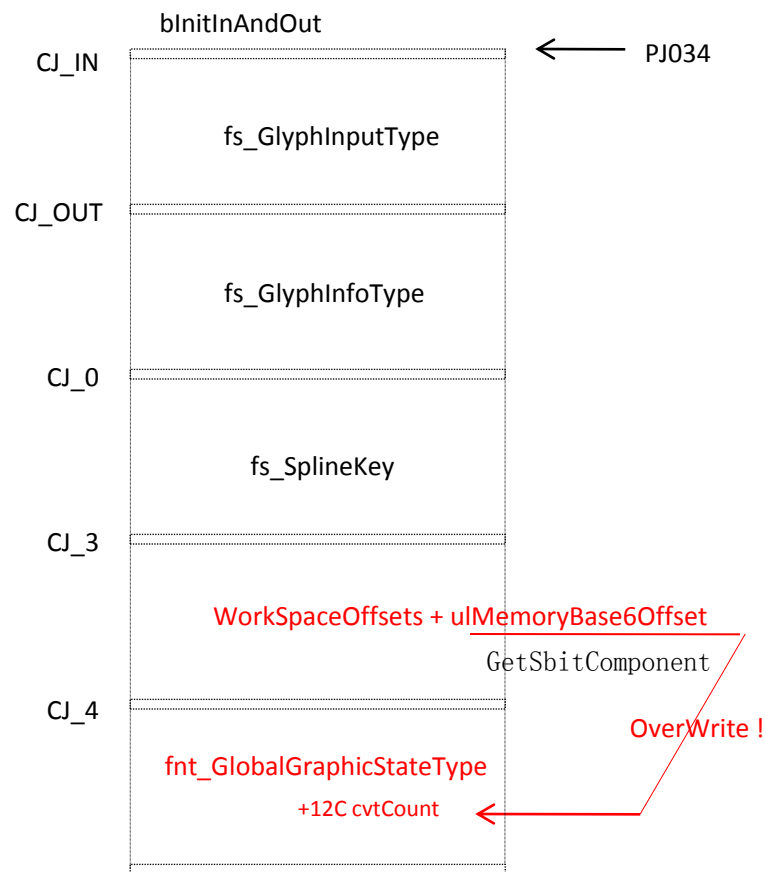 bInitInAndOut
CJ_IN
PJ034
fs_GlyphInputType
CJ_OUT
fs_GlyphInfoType
CJ_0
fs_SplineKey
CJ_3
WorkSpaceOffsets + ulMemoryBase6Offset
GetSbitComponent
CJ_4
OverWrite !
fnt_GlobalGraphicStateType
+12C cvtCount